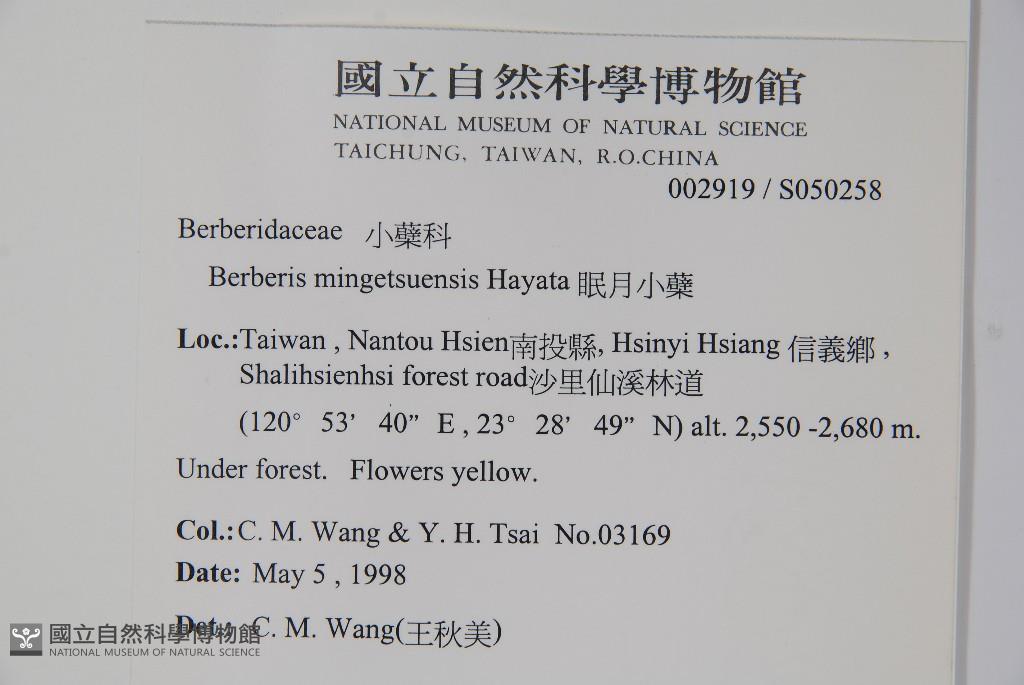 國立自然科學博物館
NATIONAL MUSEUM OF NATURAL SCIENCE
TAICHUNG, TAIWAN, R.O.CHINA
002919 / S050258
Berberidaceae 小蘗科
Berberis mingetsuensis Hayata 眠月小蘗
Loc.:Taiwan , Nantou Hsien南投縣, Hsinyi Hsiang 信義鄉 ,
Shalihsienhsi forest road沙里仙溪林道
(120° 53’ 40” E , 23° 28’ 49” N) alt. 2,550 -2,680 m.
Under forest. Flowers yellow.
Col.:C. M. Wang & Y. H. Tsai No.03169
Date: May 5 , 1998
Det.: C. M. Wang(王秋美)
國立自然科學博物館
NATIONAL MUSEUM OF NATURAL SCIENCE